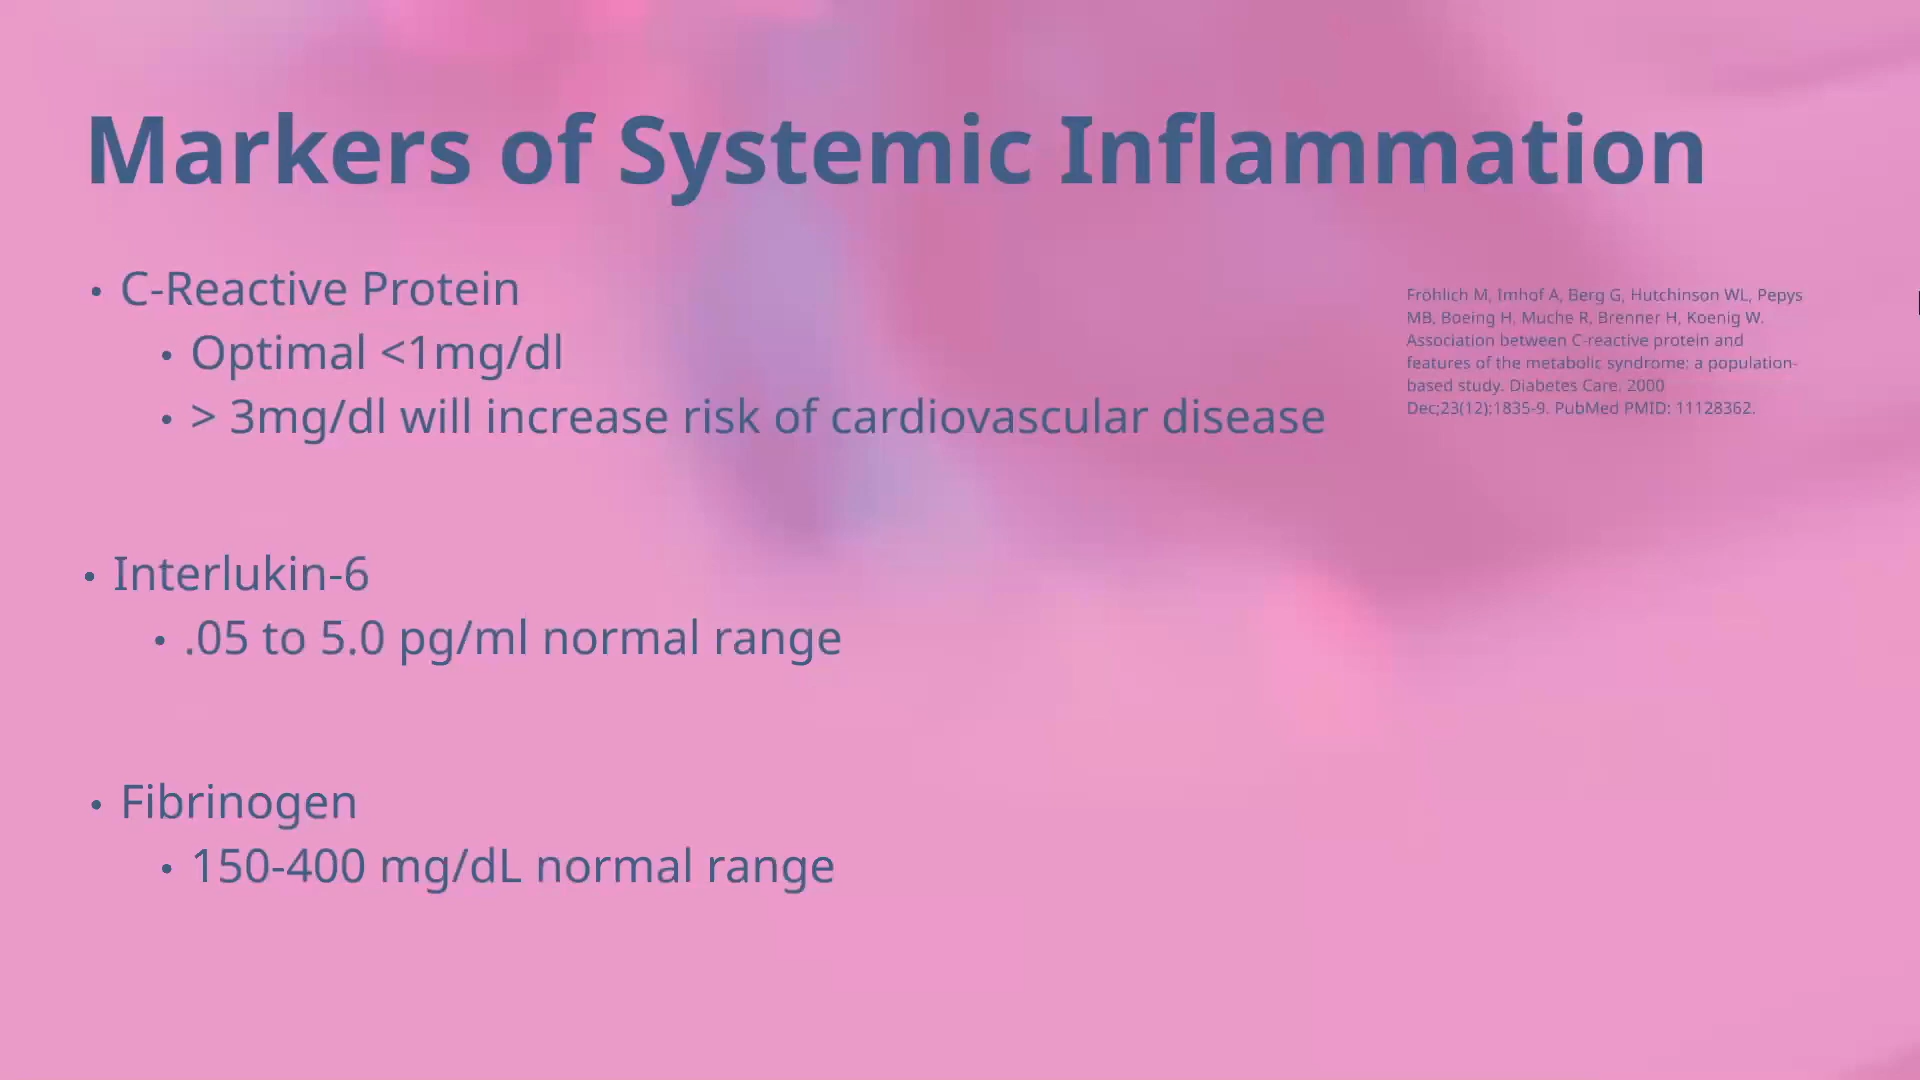 Markers of Systemic Inflammation
• C-Reactive Protein
• Optimal <1mg/dl
• > 3mg/dl will increase risk of cardiovascular disease
Fröhlich M, Imhof A, Berg G, Hutchinson WL, Pepys
MB, Boeing H, Muche R, Brenner H, Koenig W.
Association between C-reactive protein and
features of the metabolic syndrome: a population-
based study. Diabetes Care. 2000
Dec;23(12):1835-9. PubMed PMID: 11128362.
• Interlukin-6
• .05 to 5.0 pg/ml normal range
• Fibrinogen
• 150-400 mg/dL normal range